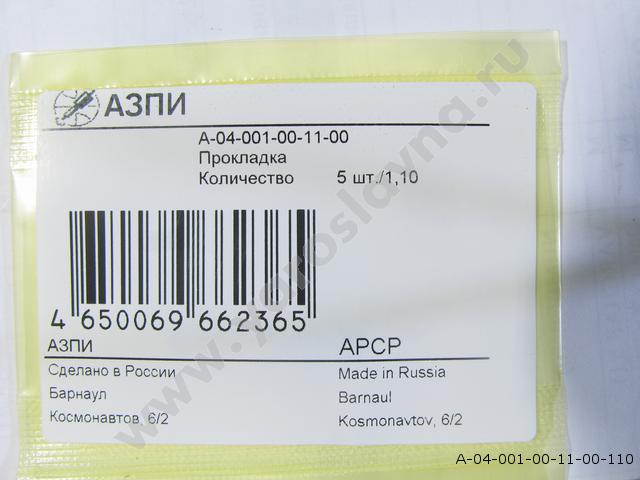 АЗПИ
А-04-001-00-11-00
Прокладка
Количество 5 шт./1,10
4 650069 662365
АЗПИ APCP
Сделано в России Made in Russia
Барнаул Barnaul
Космонавтов, 6/2 Kosmonavtov, 6/2
www.yaroslavna.ru
A-04-001-00-11-00-110